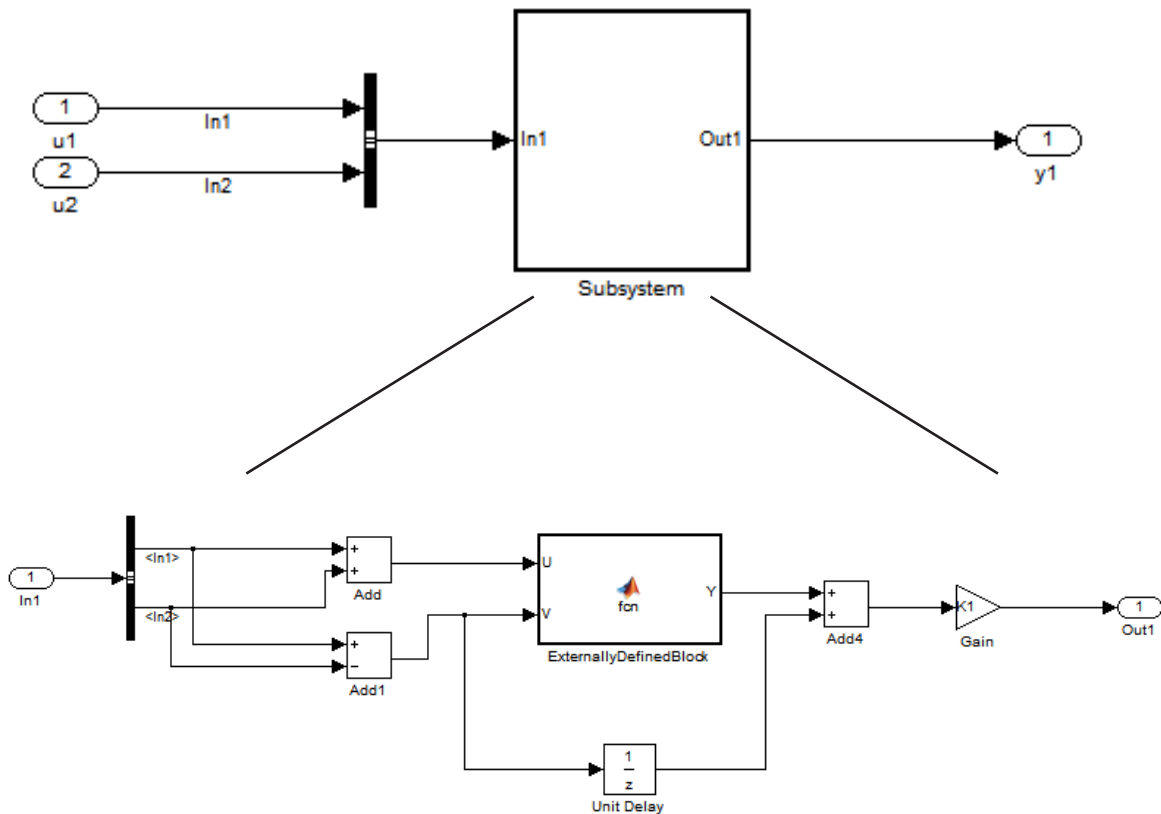 1
In1
u1
2
In2
u2
In1
Out1
1
y1
Subsystem
1
In1
<In1>
<In2>
+
+
Add
+
−
Add1
U
V
fcn
Y
ExternallyDefinedBlock
1
z
Unit Delay
+
+
Add4
K1
Gain
1
Out1